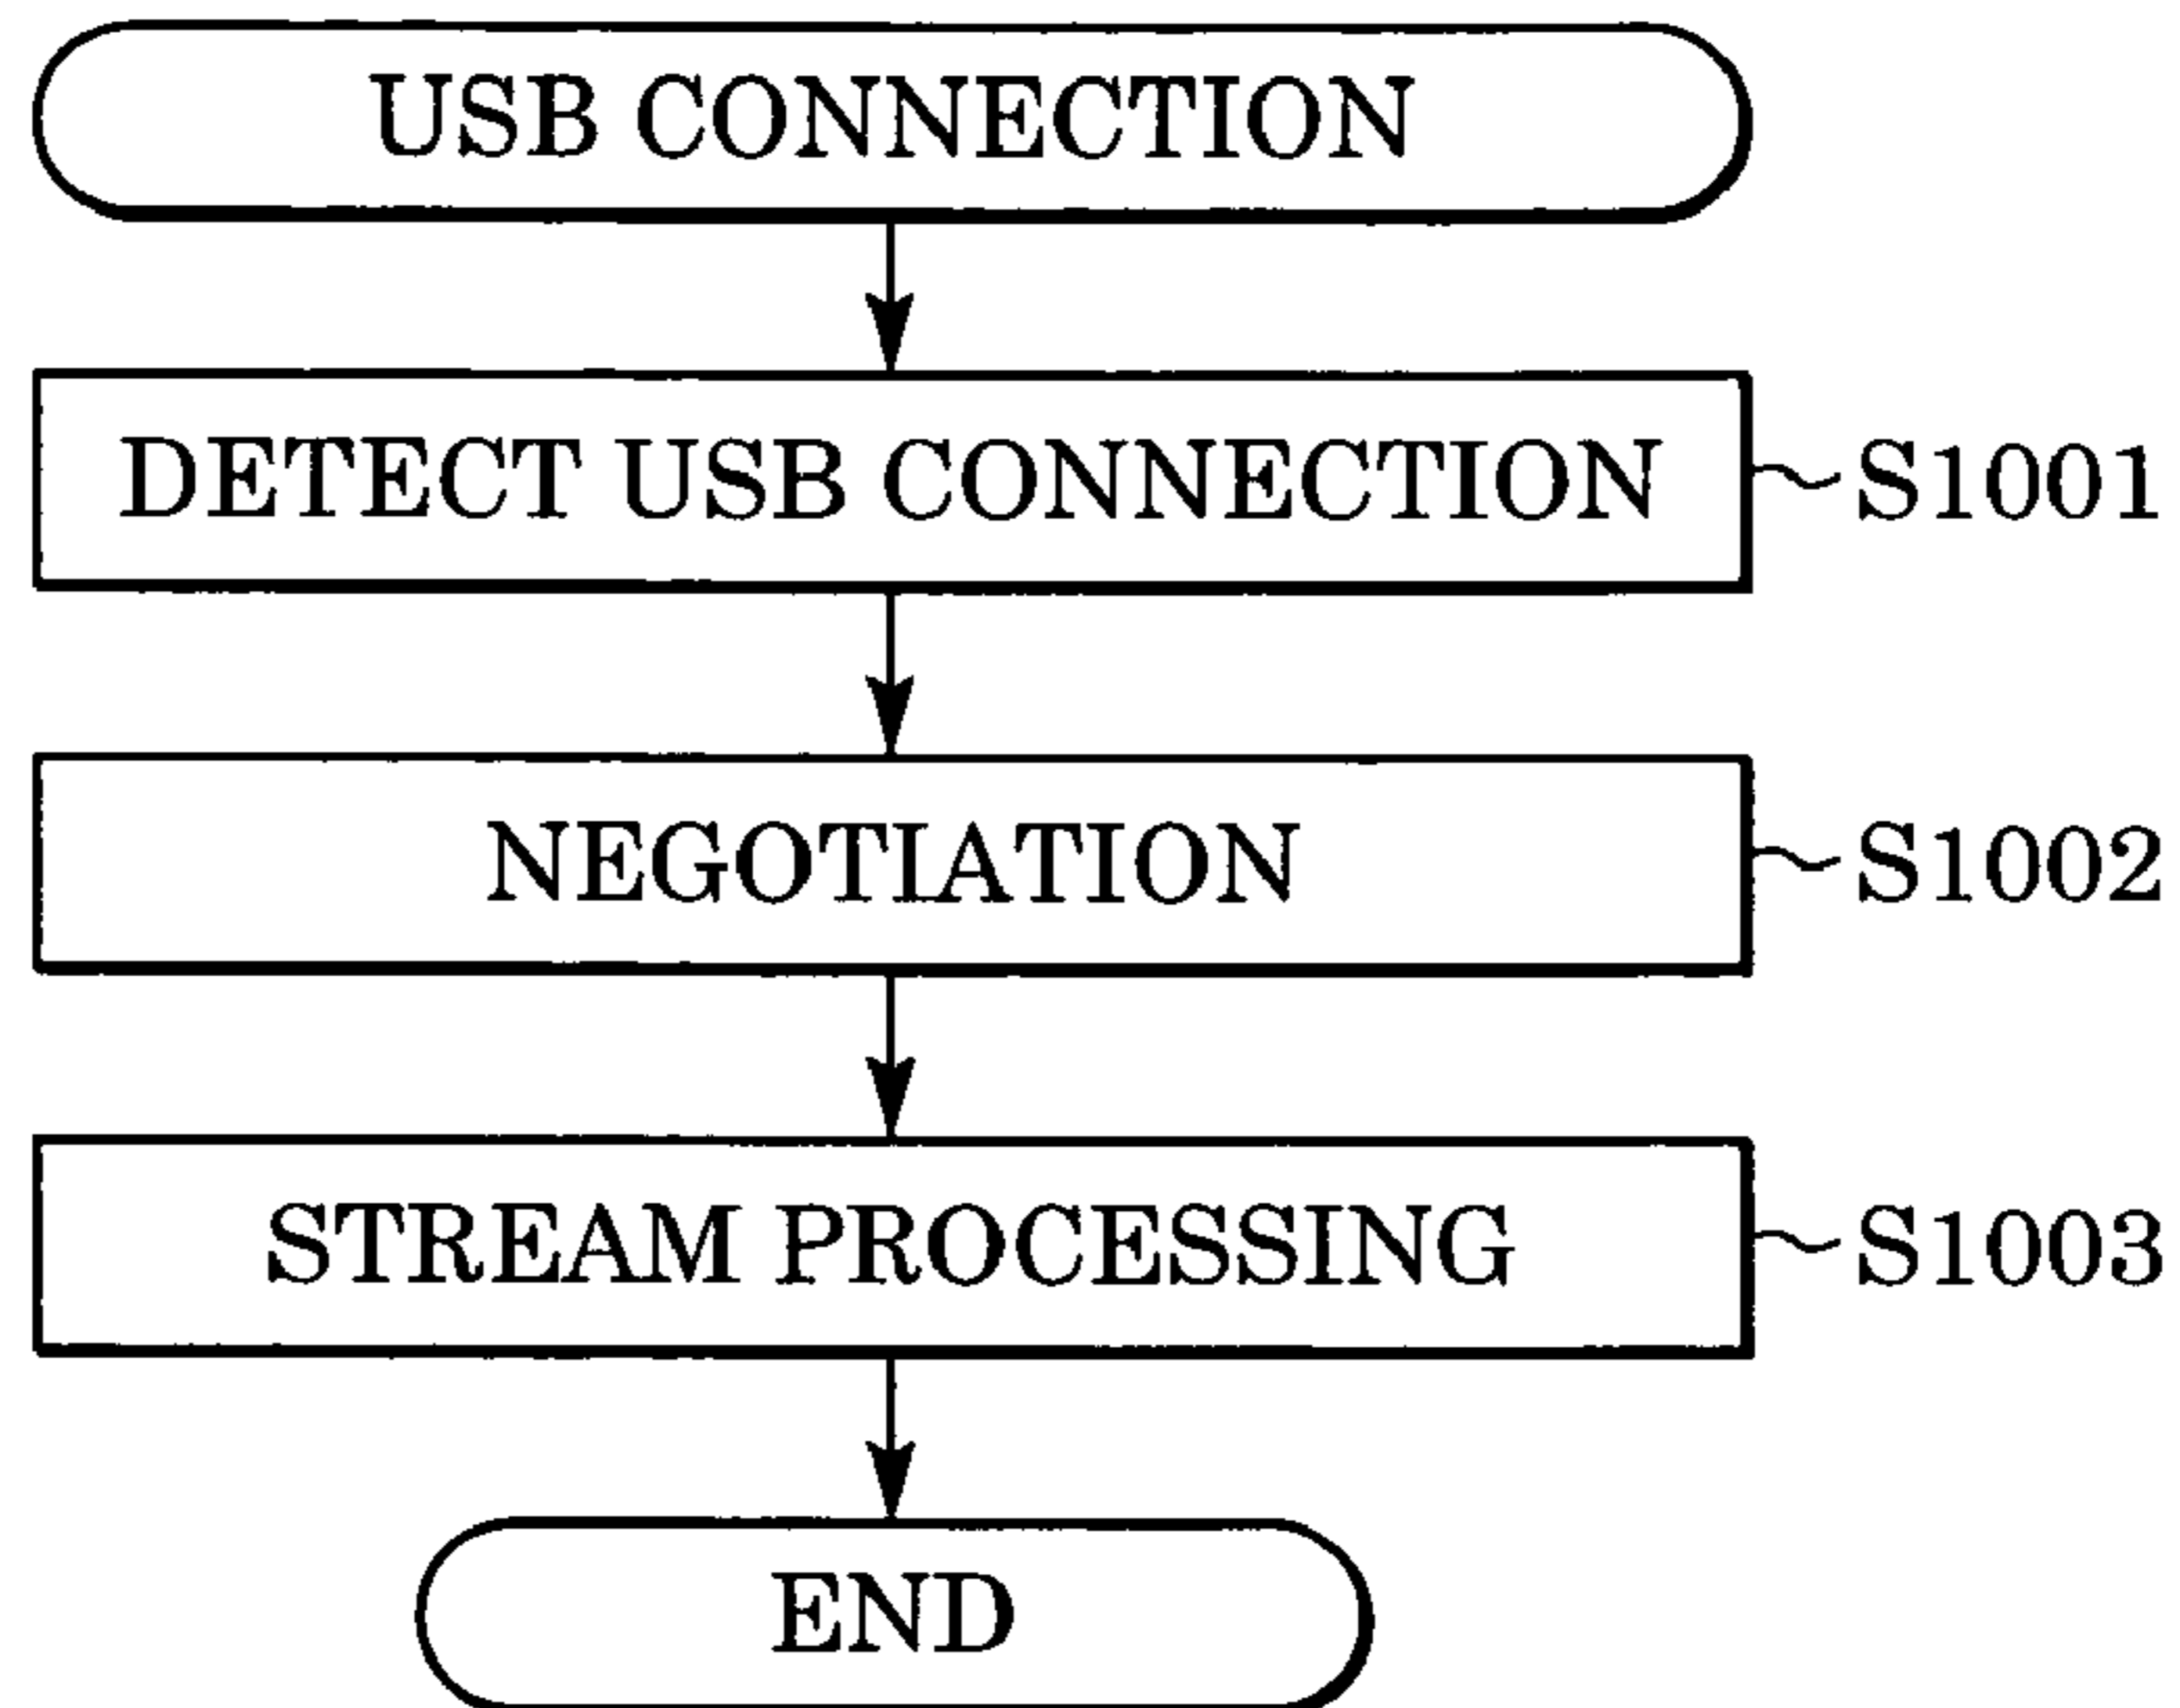 USB CONNECTION
DETECT USB CONNECTION
S1001
NEGOTIATION
S1002
STREAM PROCESSING
S1003
END